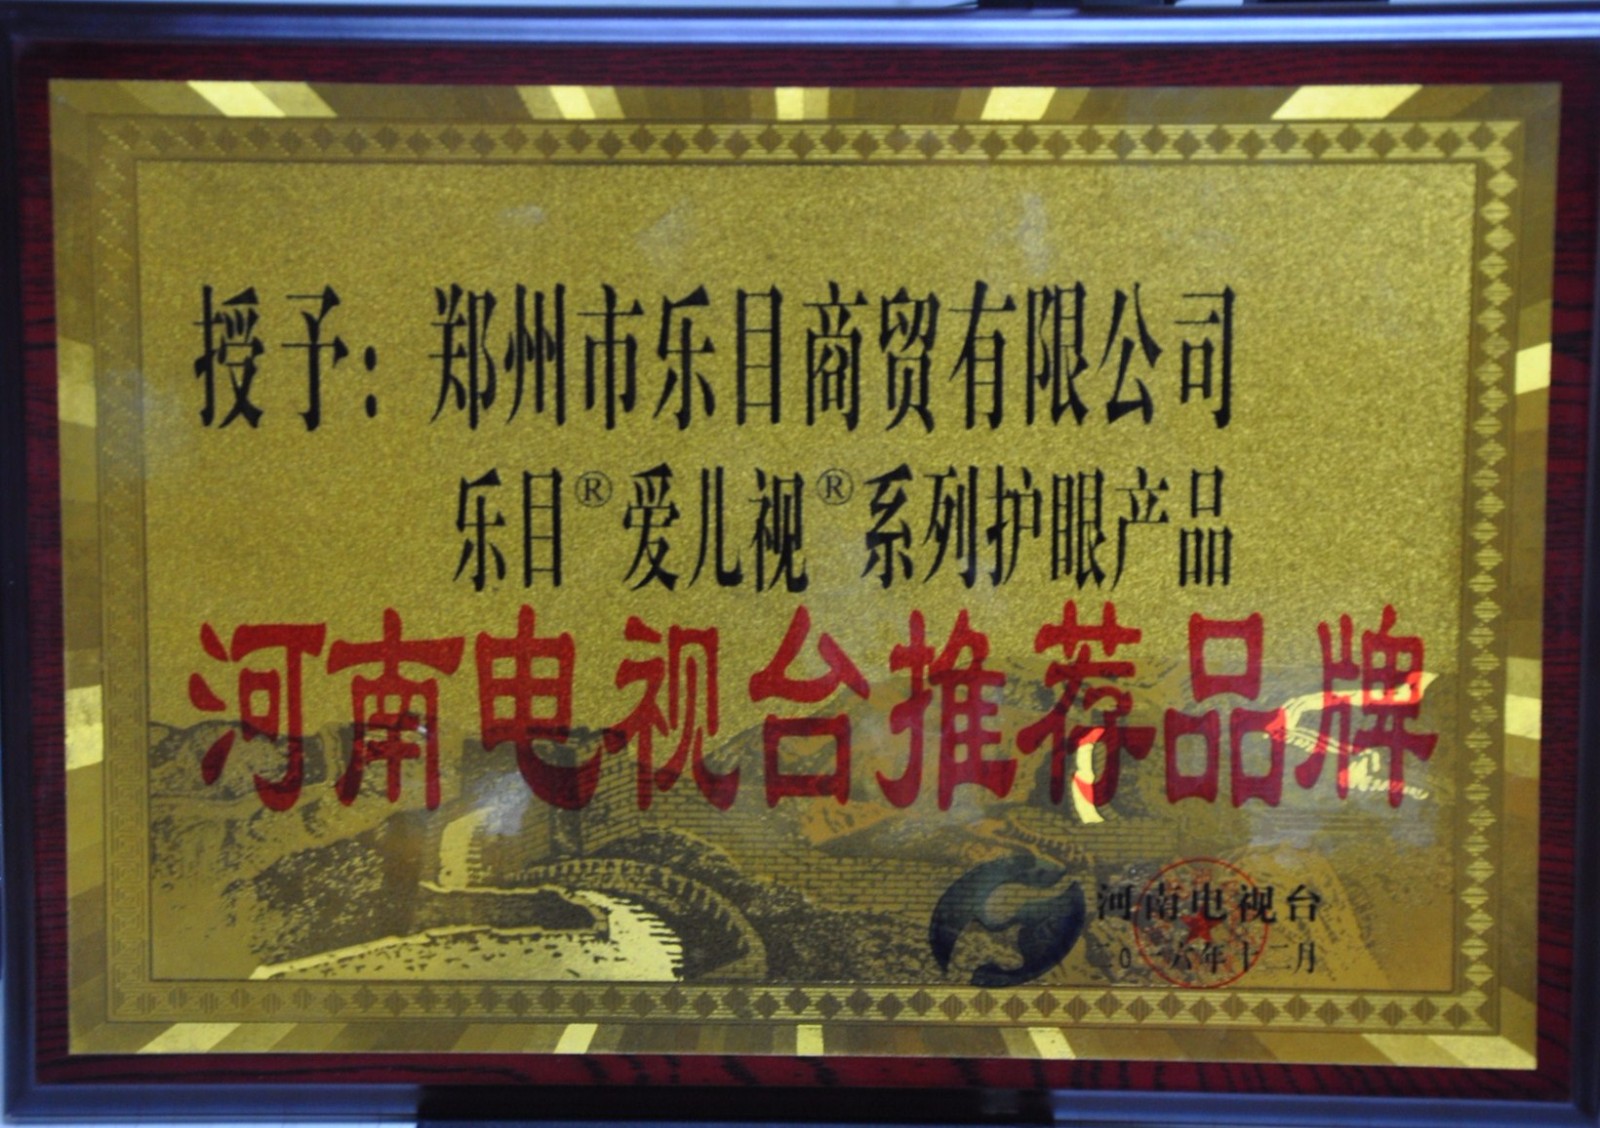 授予：郑州市乐目商贸有限公司
乐目®爱儿视®系列护眼产品
河南电视台推荐品牌
河南电视台
二0一六年十二月